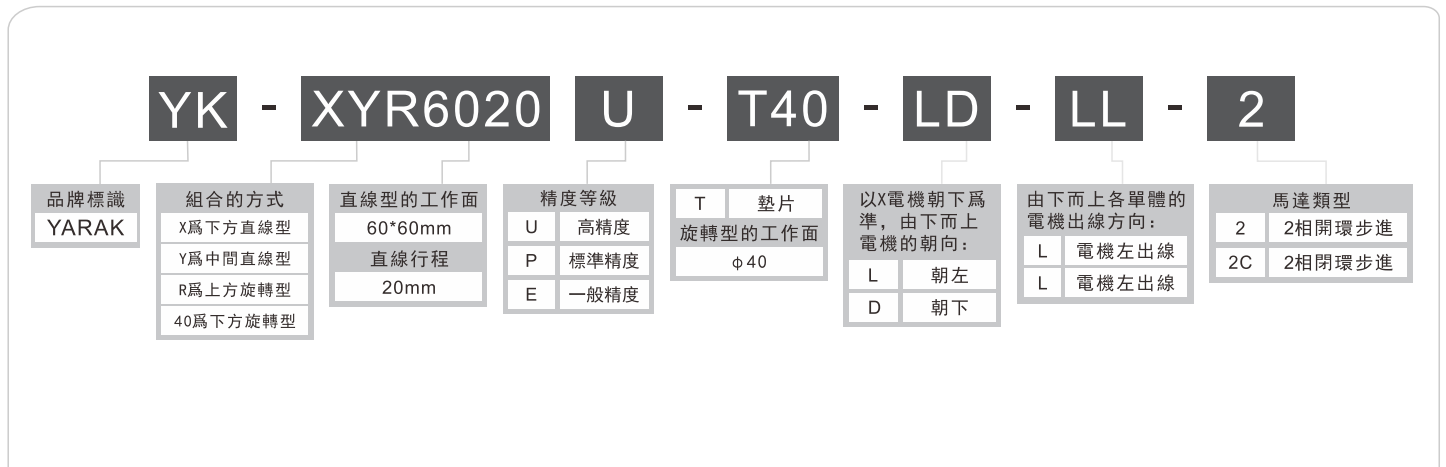 YK - XYR6020 U - T40 - LD - LL - 2
品牌標識
YARAK
組合的方式
X爲下方直線型
Y爲中間直線型
R爲上方旋轉型
40爲下方旋轉型
直線型的工作面
60*60mm
直線行程
20mm
精度等級
U 高精度
P 標準精度
E 一般精度
T 墊片
旋轉型的工作面
φ40
以X電機朝下爲
準，由下而上
電機的朝向：
L 朝左
D 朝下
由下而上各單體的
電機出線方向：
L 電機左出線
L 電機左出線
馬達類型
2 2相開環步進
2C 2相閉環步進